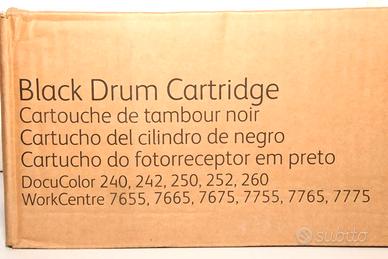 Black Drum Cartridge
Cartouche de tambour noir
Cartucho del cilindro de negro
Cartucho do fotorreceptor em preto
DocuColor 240, 242, 250, 252, 260
WorkCentre 7655, 7665, 7675, 7755, 7765, 7775
subito